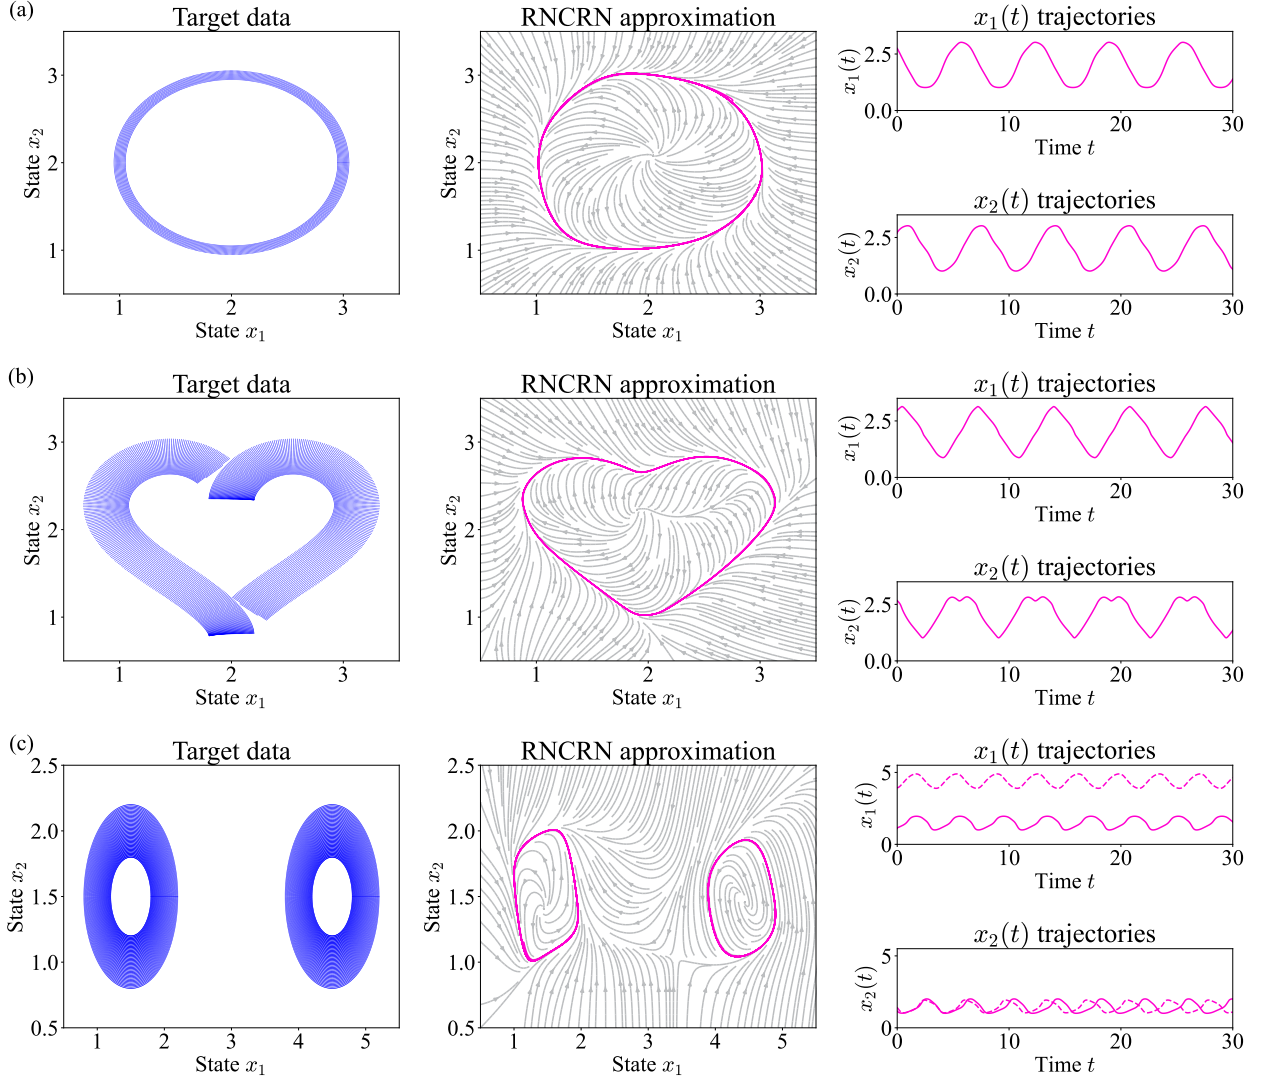 (a)
Target data
State x₂
3
2
1
1 2 3
State x₁
RNCRN approximation
State x₂
3
2
1
1 2 3
State x₁
x₁(t) trajectories
x₁(t)
2.5
0.0
0 10 20 30
Time t
x₂(t) trajectories
x₂(t)
2.5
0.0
0 10 20 30
Time t
(b)
Target data
State x₂
3
2
1
1 2 3
State x₁
RNCRN approximation
State x₂
3
2
1
1 2 3
State x₁
x₁(t) trajectories
x₁(t)
2.5
0.0
0 10 20 30
Time t
x₂(t) trajectories
x₂(t)
2.5
0.0
0 10 20 30
Time t
(c)
Target data
State x₂
2.5
2.0
1.5
1.0
0.5
1 2 3 4 5
State x₁
RNCRN approximation
State x₂
2.5
2.0
1.5
1.0
0.5
1 2 3 4 5
State x₁
x₁(t) trajectories
x₁(t)
5
0
0 10 20 30
Time t
x₂(t) trajectories
x₂(t)
5
0
0 10 20 30
Time t